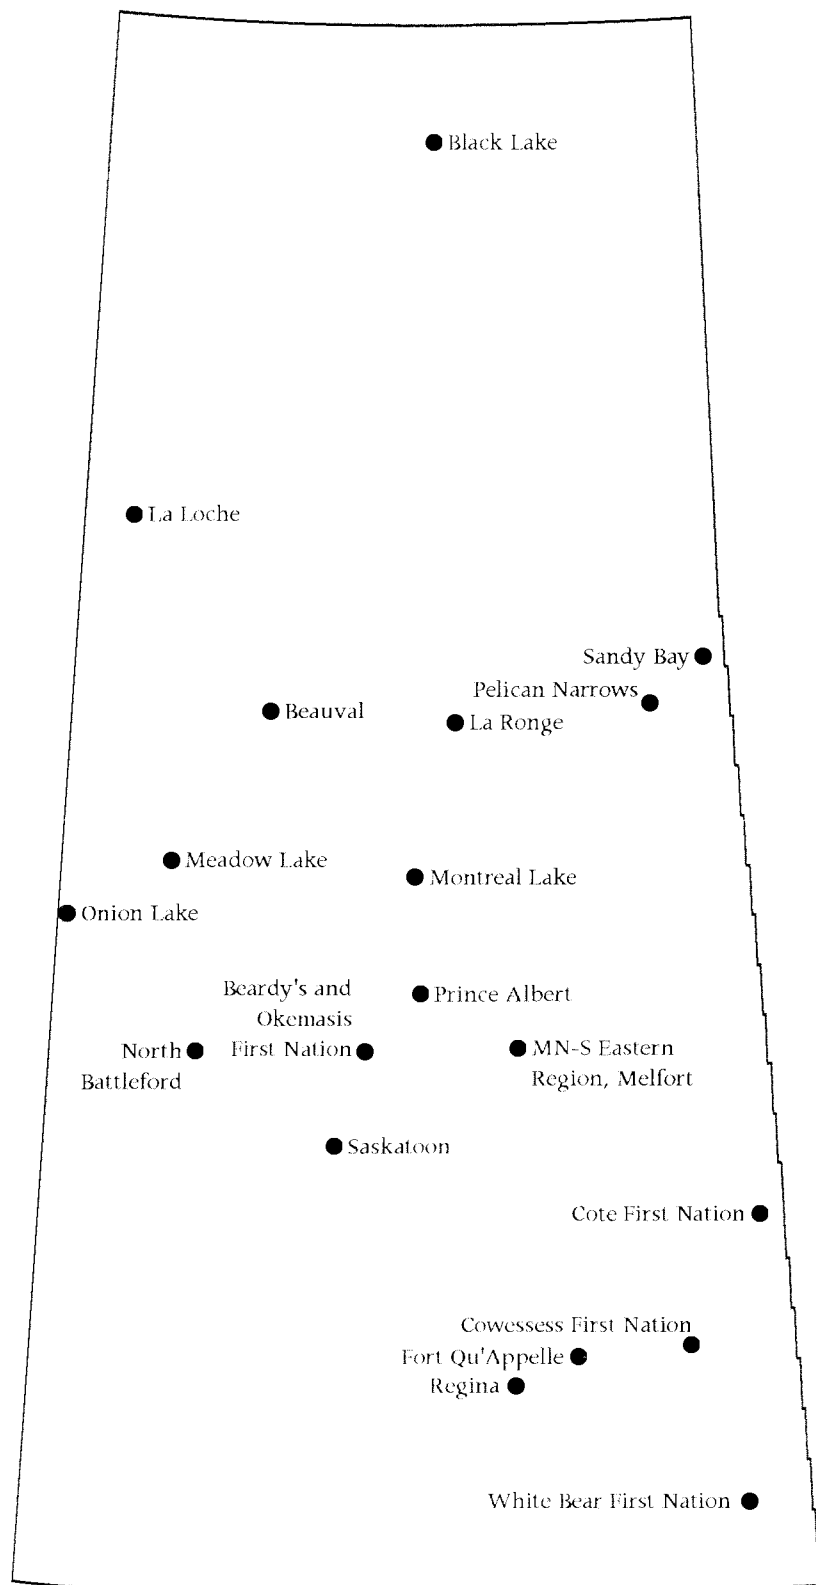 Black Lake
La Loche
Sandy Bay
Pelican Narrows
Beauval
La Ronge
Meadow Lake
Montreal Lake
Onion Lake
Beardy's and
Okemasis
First Nation
Prince Albert
North
Battleford
MN-S Eastern
Region, Melfort
Saskatoon
Cote First Nation
Cowessess First Nation
Fort Qu'Appelle
Regina
White Bear First Nation